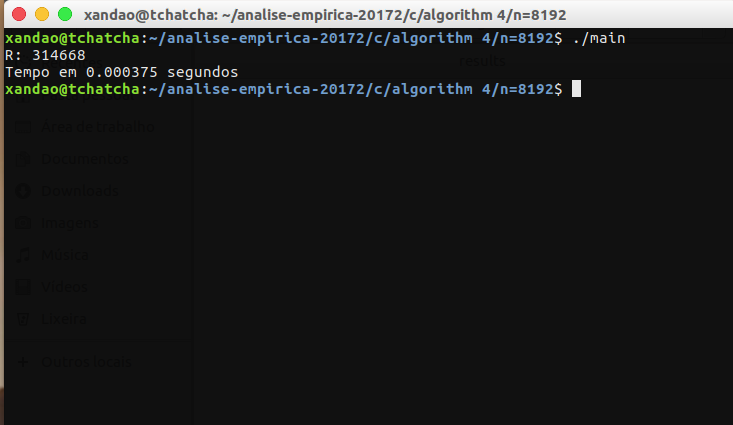 xandao@tchatcha: ~/analise-empirica-20172/c/algorithm 4/n=8192
xandao@tchatcha:~/analise-empirica-20172/c/algorithm 4/n=8192$ ./main
R: 314668
results
Tempo em 0.000375 segundos
xandao@tchatcha:~/analise-empirica-20172/c/algorithm 4/n=8192$
Área de trabalho
Documentos
Downloads
Imagens
Música
Vídeos
Lixeira
+ Outros locais